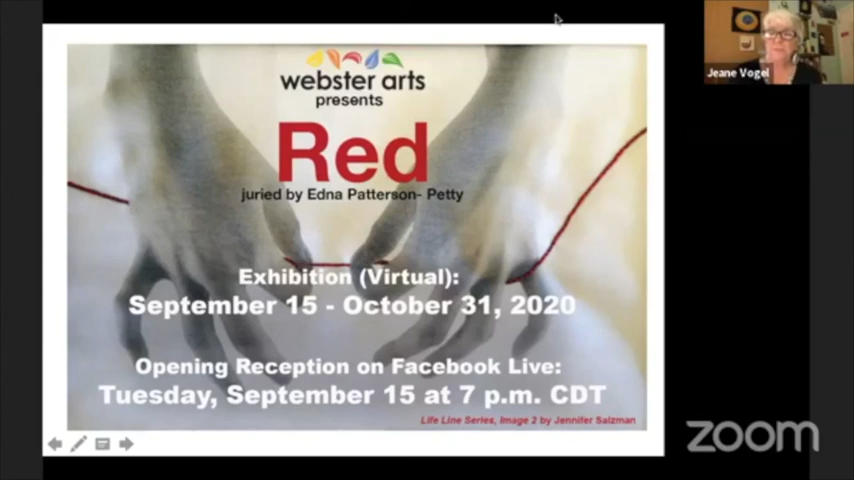 webster arts
presents
Red
juried by Edna Patterson- Petty
Exhibition (Virtual):
September 15 - October 31, 2020
Opening Reception on Facebook Live:
Tuesday, September 15 at 7 p.m. CDT
Life Line Series, Image 2 by Jennifer Salzman
Jeane Vogel
zoom